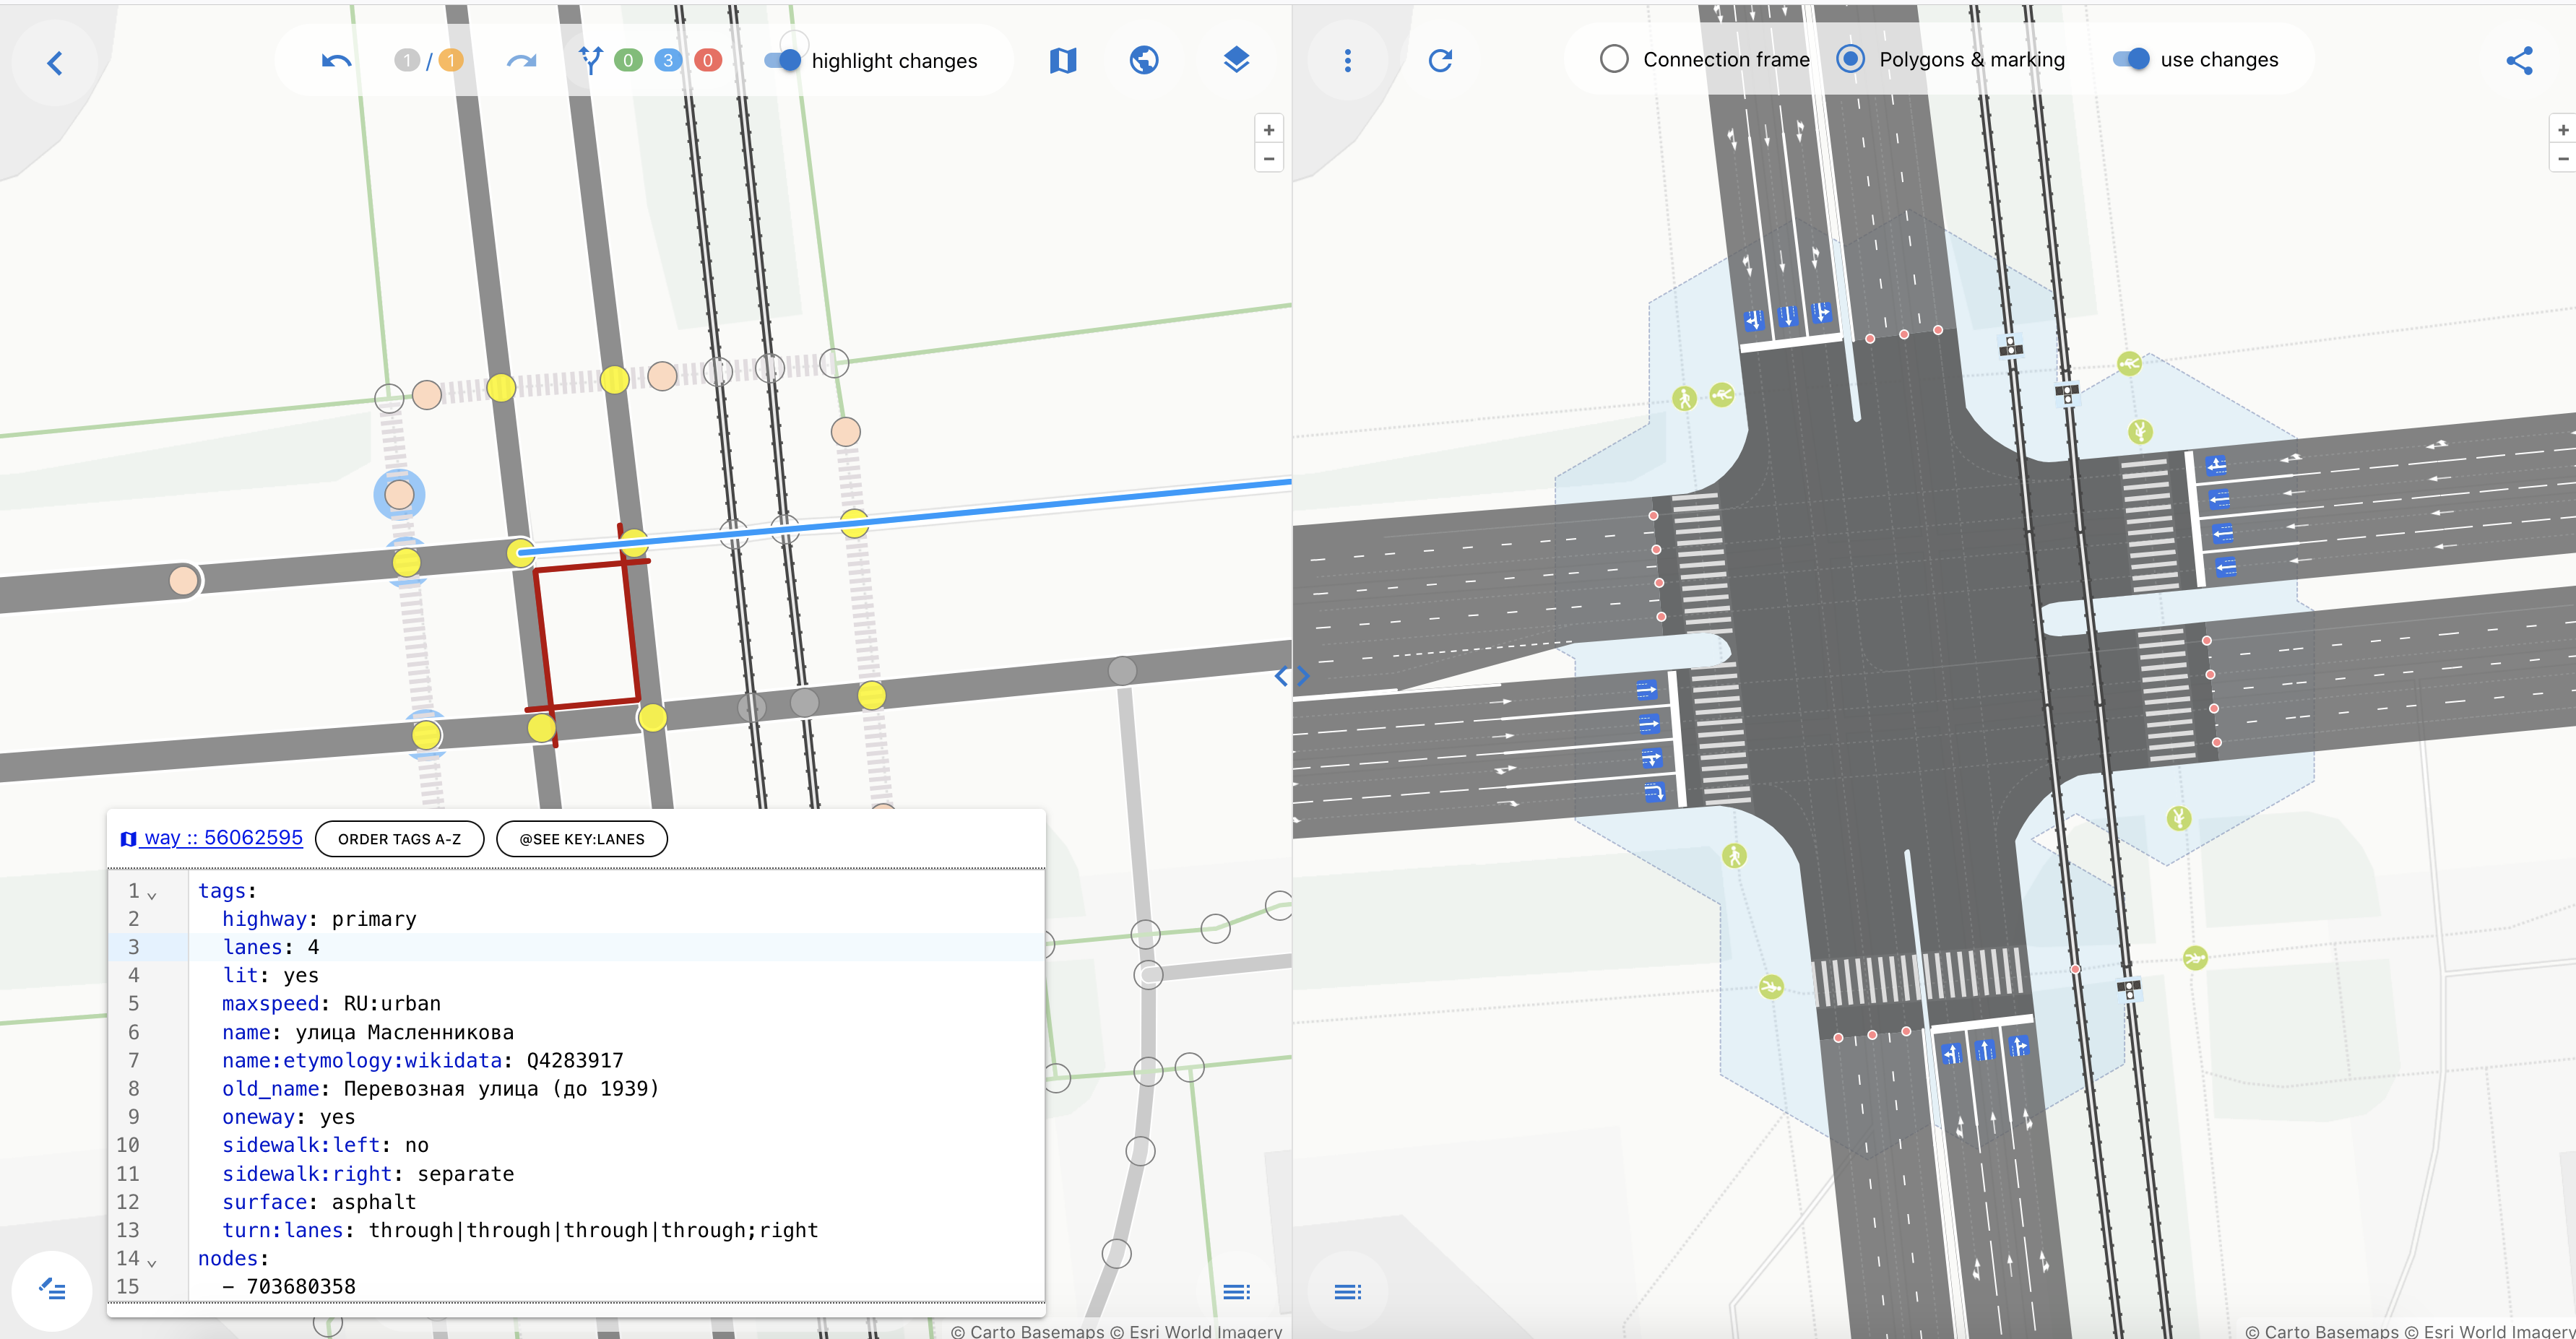 1 / 1
0 3 0
highlight changes
Connection frame
Polygons & marking
use changes
+
−
+
−
way :: 56062595
ORDER TAGS A-Z
@SEE KEY:LANES
1 tags:
2 highway: primary
3 lanes: 4
4 lit: yes
5 maxspeed: RU:urban
6 name: улица Масленникова
7 name:etymology:wikidata: Q4283917
8 old_name: Перевозная улица (до 1939)
9 oneway: yes
10 sidewalk:left: no
11 sidewalk:right: separate
12 surface: asphalt
13 turn:lanes: through|through|through|through;right
14 nodes:
15 - 703680358
© Carto Basemaps © Esri World Imagery
© Carto Basemaps © Esri World Imagery